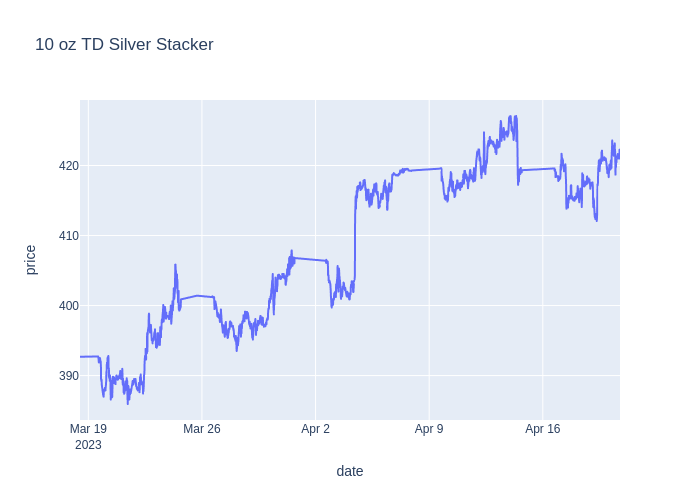 10 oz TD Silver Stacker
price
420
410
400
390
Mar 19
2023
Mar 26
Apr 2
Apr 9
Apr 16
date